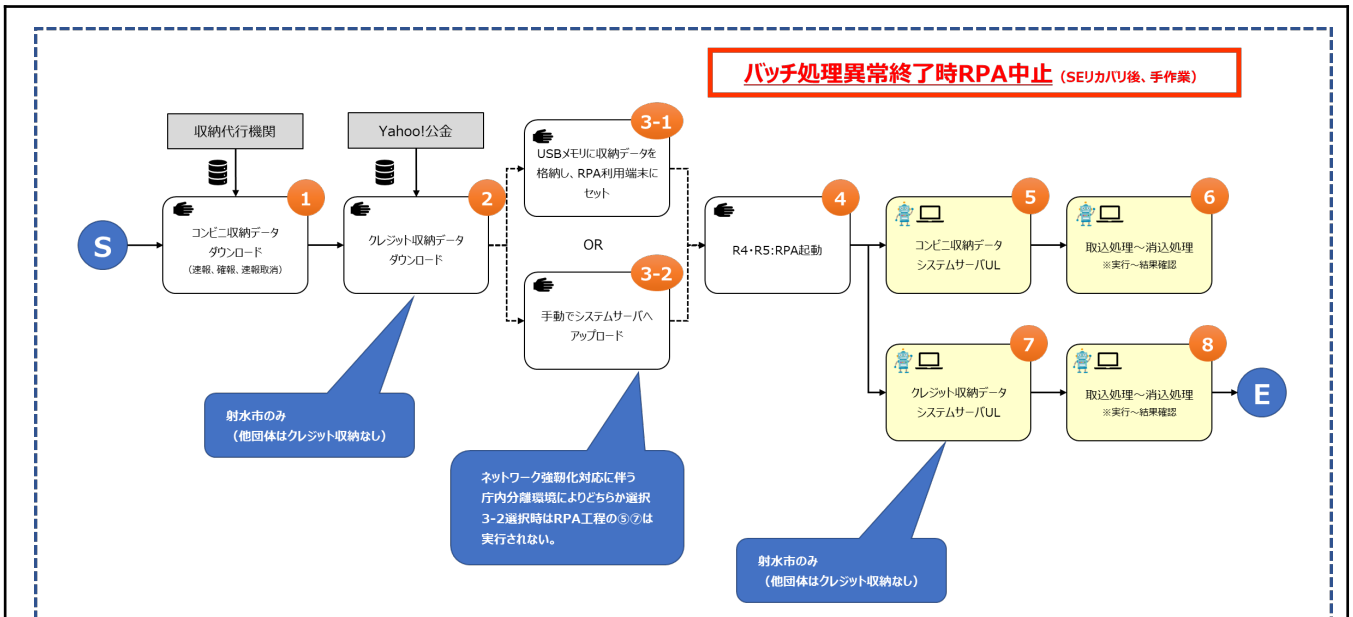 バッチ処理異常終了時RPA中止（SEリカバリ後、手作業）
収納代行機関
Yahoo!公金
3-1
USBメモリに収納データを
格納し、RPA利用端末に
セット
1
コンビニ収納データ
ダウンロード
（速報、確報、速報取消）
2
クレジット収納データ
ダウンロード
S
OR
3-2
手動でシステムサーバへ
アップロード
4
R4・R5:RPA起動
5
コンビニ収納データ
システムサーバUL
6
取込処理～消込処理
※実行～結果確認
7
クレジット収納データ
システムサーバUL
8
取込処理～消込処理
※実行～結果確認
E
射水市のみ
（他団体はクレジット収納なし）
ネットワーク強靭化対応に伴う
庁内分離環境によりどちらか選択
3-2選択時はRPA工程の⑤⑦は
実行されない。
射水市のみ
（他団体はクレジット収納なし）